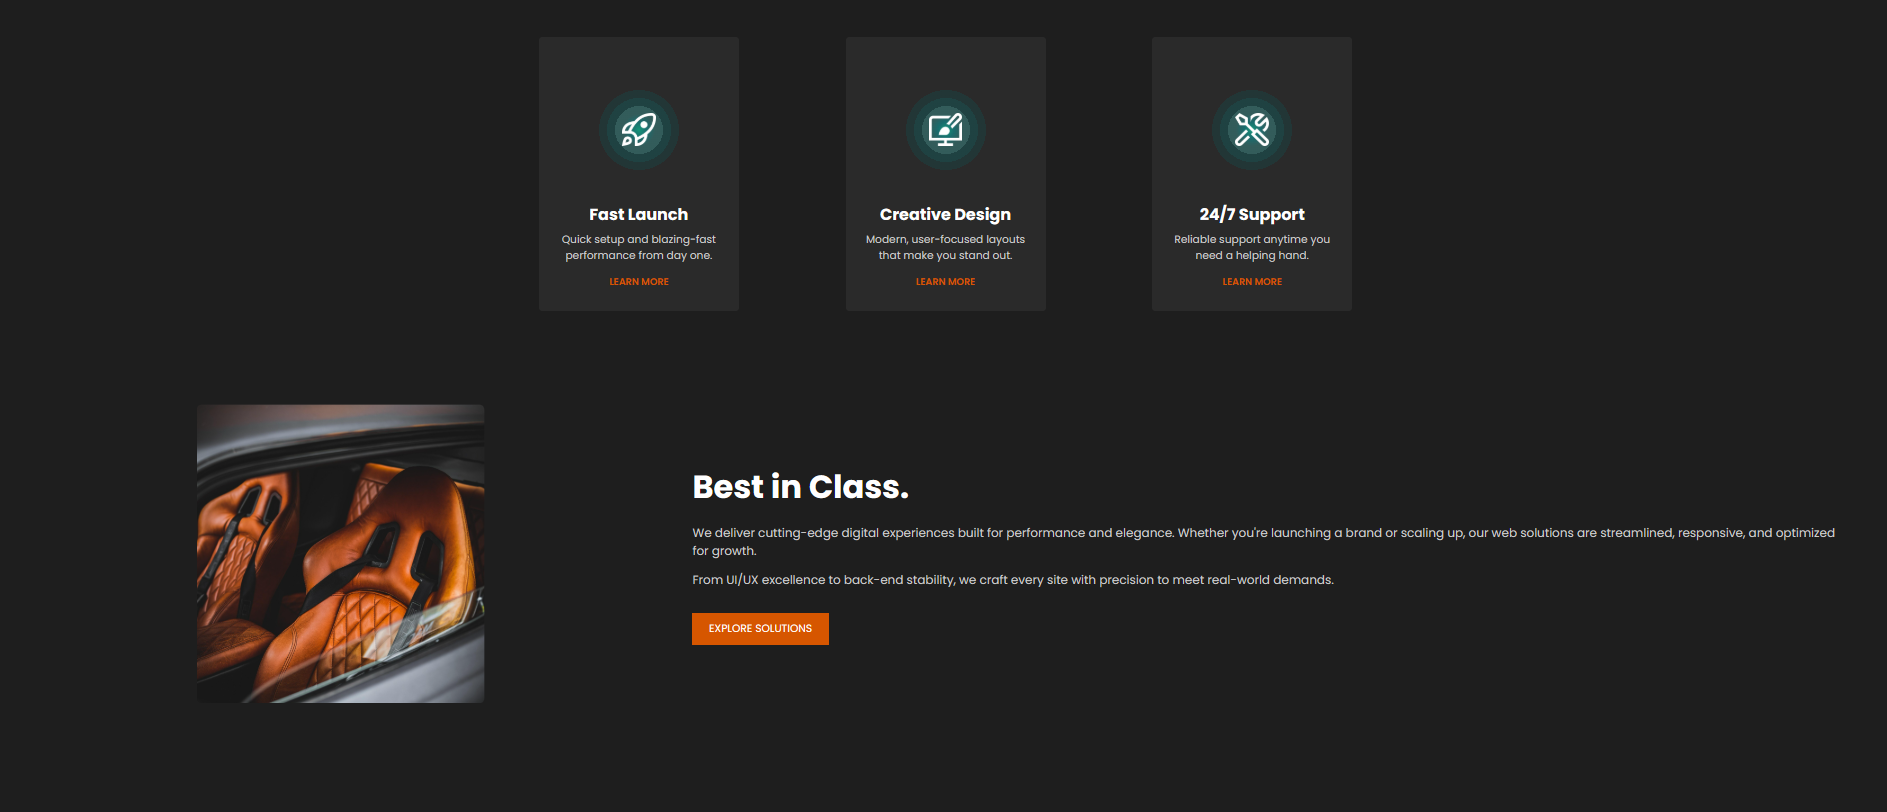 Fast Launch
Quick setup and blazing-fast
performance from day one.
LEARN MORE
Creative Design
Modern, user-focused layouts
that make you stand out.
LEARN MORE
24/7 Support
Reliable support anytime you
need a helping hand.
LEARN MORE
Best in Class.
We deliver cutting-edge digital experiences built for performance and elegance. Whether you're launching a brand or scaling up, our web solutions are streamlined, responsive, and optimized
for growth.
From UI/UX excellence to back-end stability, we craft every site with precision to meet real-world demands.
EXPLORE SOLUTIONS